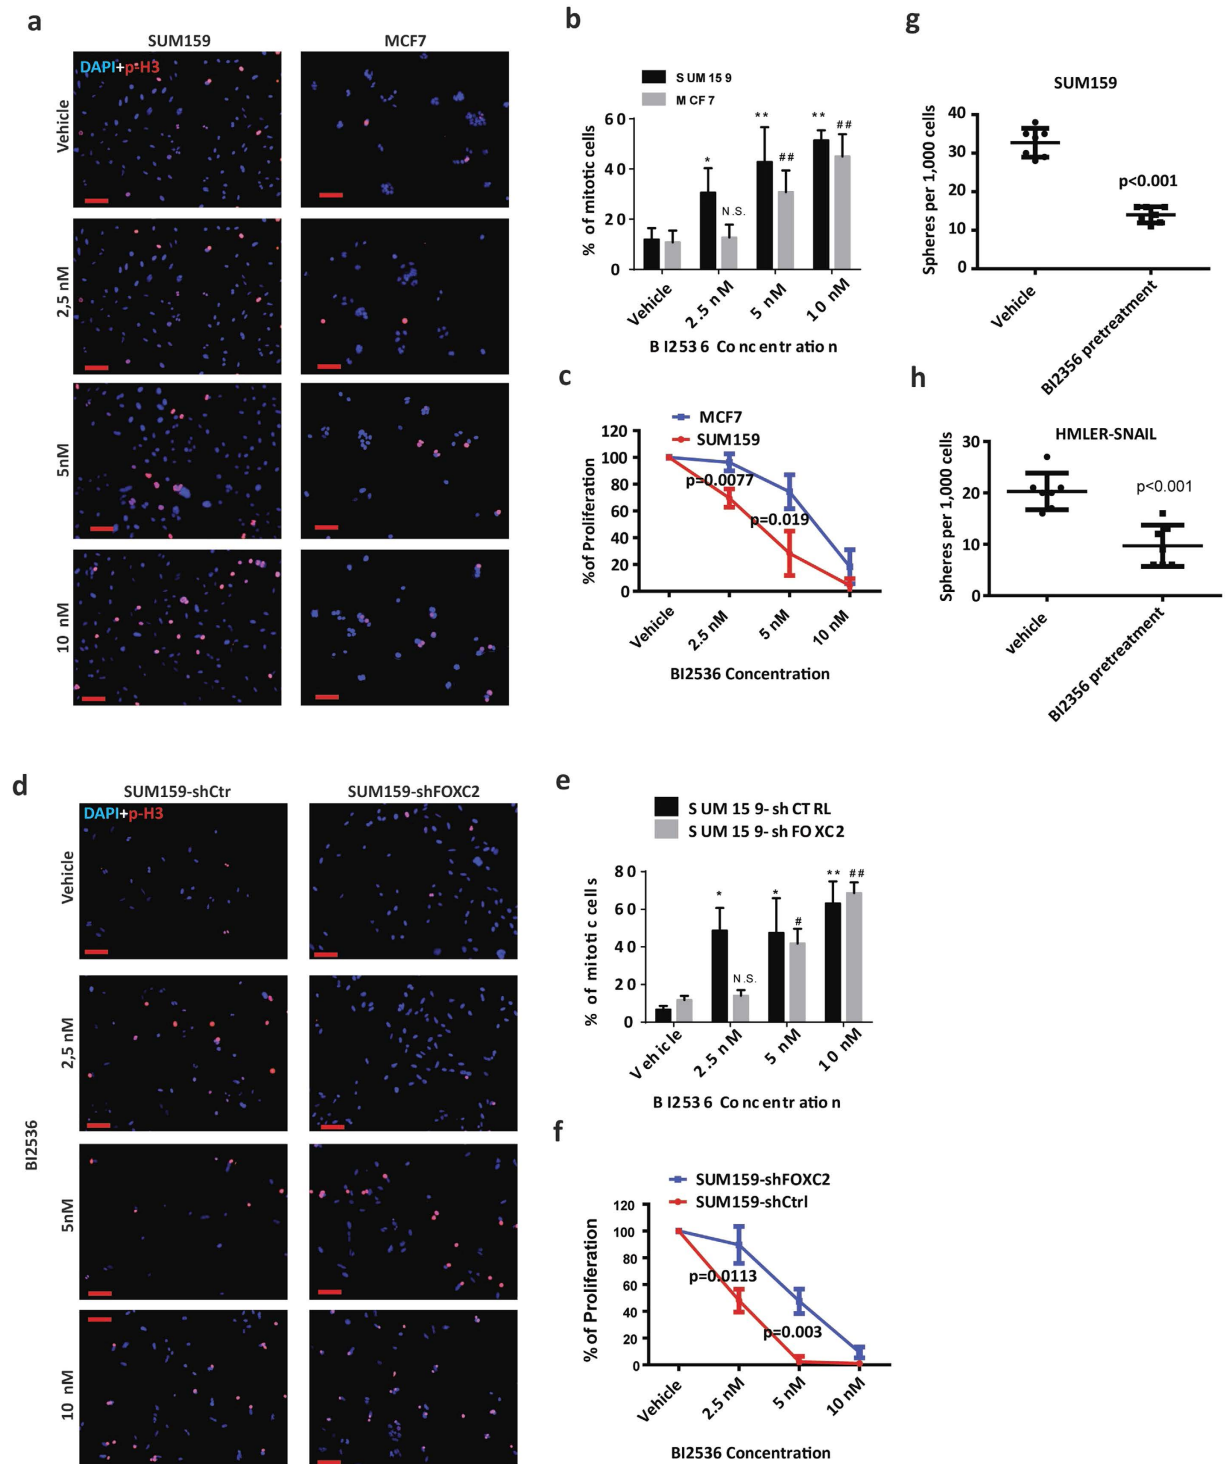 a
SUM159
MCF7
DAPI+p-H3
Vehicle
2,5 nM
5nM
10 nM
b
SUM159
MCF7
% of mitotic cells
60
40
20
0
*
N.S.
**
##
**
##
Vehicle
2.5 nM
5 nM
10 nM
BI2536 Concentration
c
MCF7
SUM159
%of Proliferation
120
100
80
60
40
20
0
p=0.0077
p=0.019
Vehicle
2.5 nM
5 nM
10 nM
BI2536 Concentration
g
SUM159
Spheres per 1,000 cells
40
30
20
10
0
p<0.001
Vehicle
BI2356 pretreatment
h
HMLER-SNAIL
Spheres per 1,000 cells
30
20
10
0
p<0.001
vehicle
BI2356 pretreatment
d
SUM159-shCtr
SUM159-shFOXC2
DAPI+p-H3
BI2536
Vehicle
2,5 nM
5nM
10 nM
e
SUM159-shCTRL
SUM159-shFOXC2
% of mitotic cells
80
60
40
20
0
*
N.S.
*
#
**
##
Vehicle
2.5 nM
5 nM
10 nM
BI2536 Concentration
f
SUM159-shFOXC2
SUM159-shCtrl
% of Proliferation
120
100
80
60
40
20
0
p=0.0113
p=0.003
Vehicle
2.5 nM
5 nM
10 nM
BI2536 Concentration